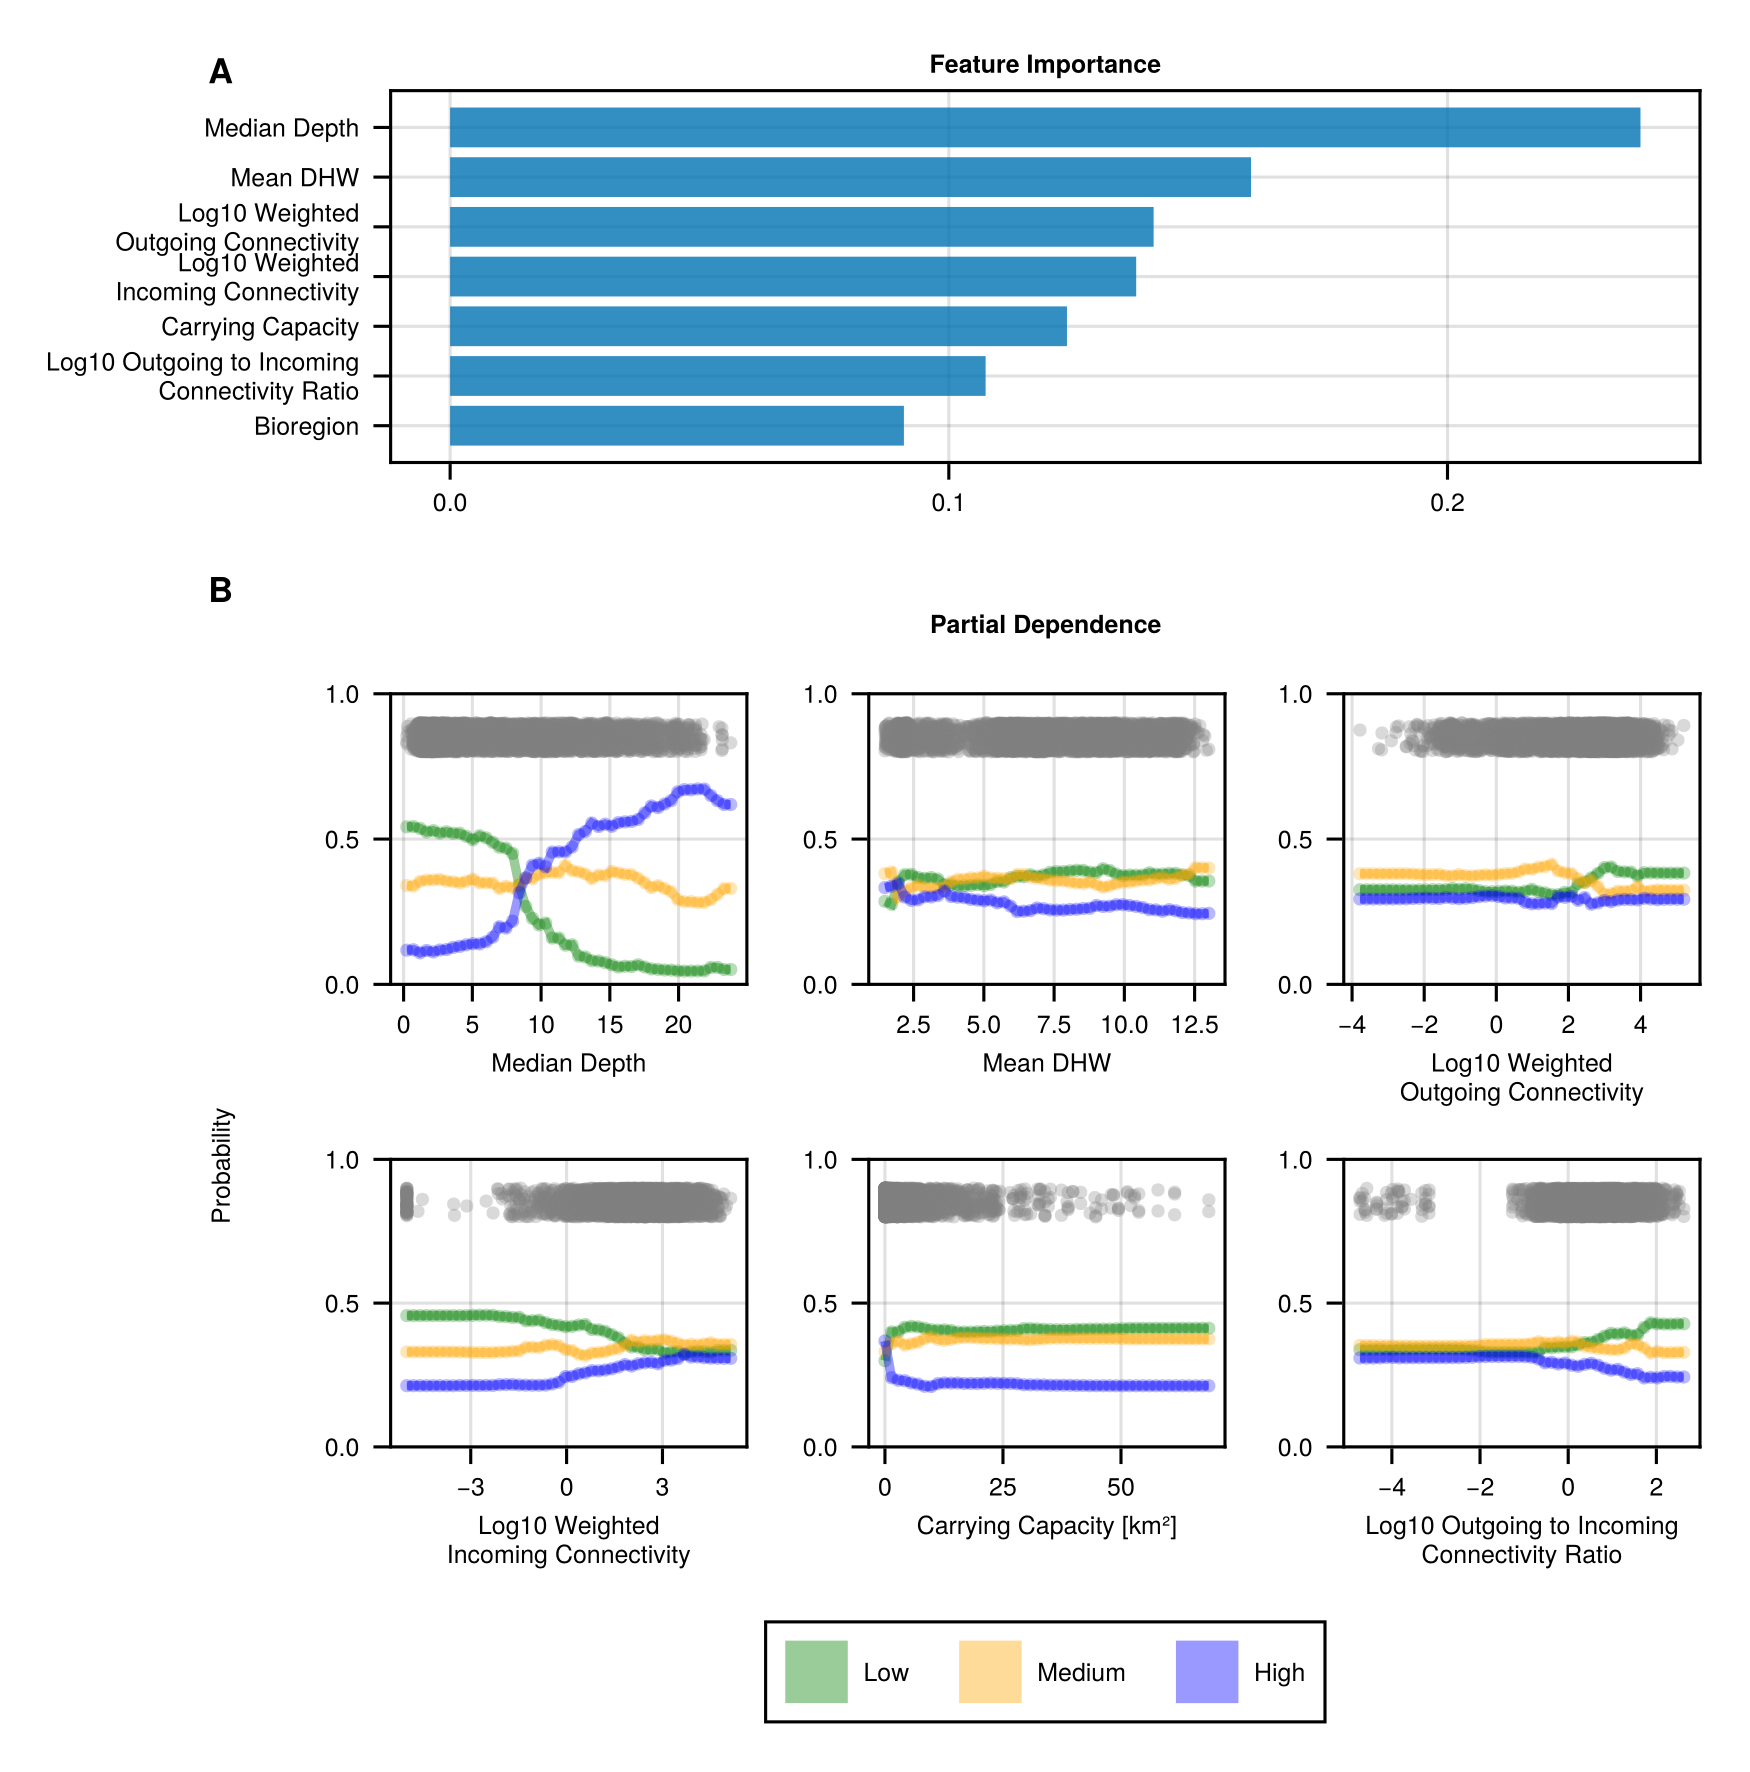 A
Feature Importance
Median Depth
Mean DHW
Log10 Weighted
Outgoing Connectivity
Log10 Weighted
Incoming Connectivity
Carrying Capacity
Log10 Outgoing to Incoming
Connectivity Ratio
Bioregion
0.0 0.1 0.2
B
Partial Dependence
1.0
0.5
0.0
0 5 10 15 20
Median Depth
1.0
0.5
0.0
2.5 5.0 7.5 10.0 12.5
Mean DHW
1.0
0.5
0.0
−4 −2 0 2 4
Log10 Weighted
Outgoing Connectivity
Probability
1.0
0.5
0.0
−3 0 3
Log10 Weighted
Incoming Connectivity
1.0
0.5
0.0
0 25 50
Carrying Capacity [km²]
1.0
0.5
0.0
−4 −2 0 2
Log10 Outgoing to Incoming
Connectivity Ratio
Low Medium High